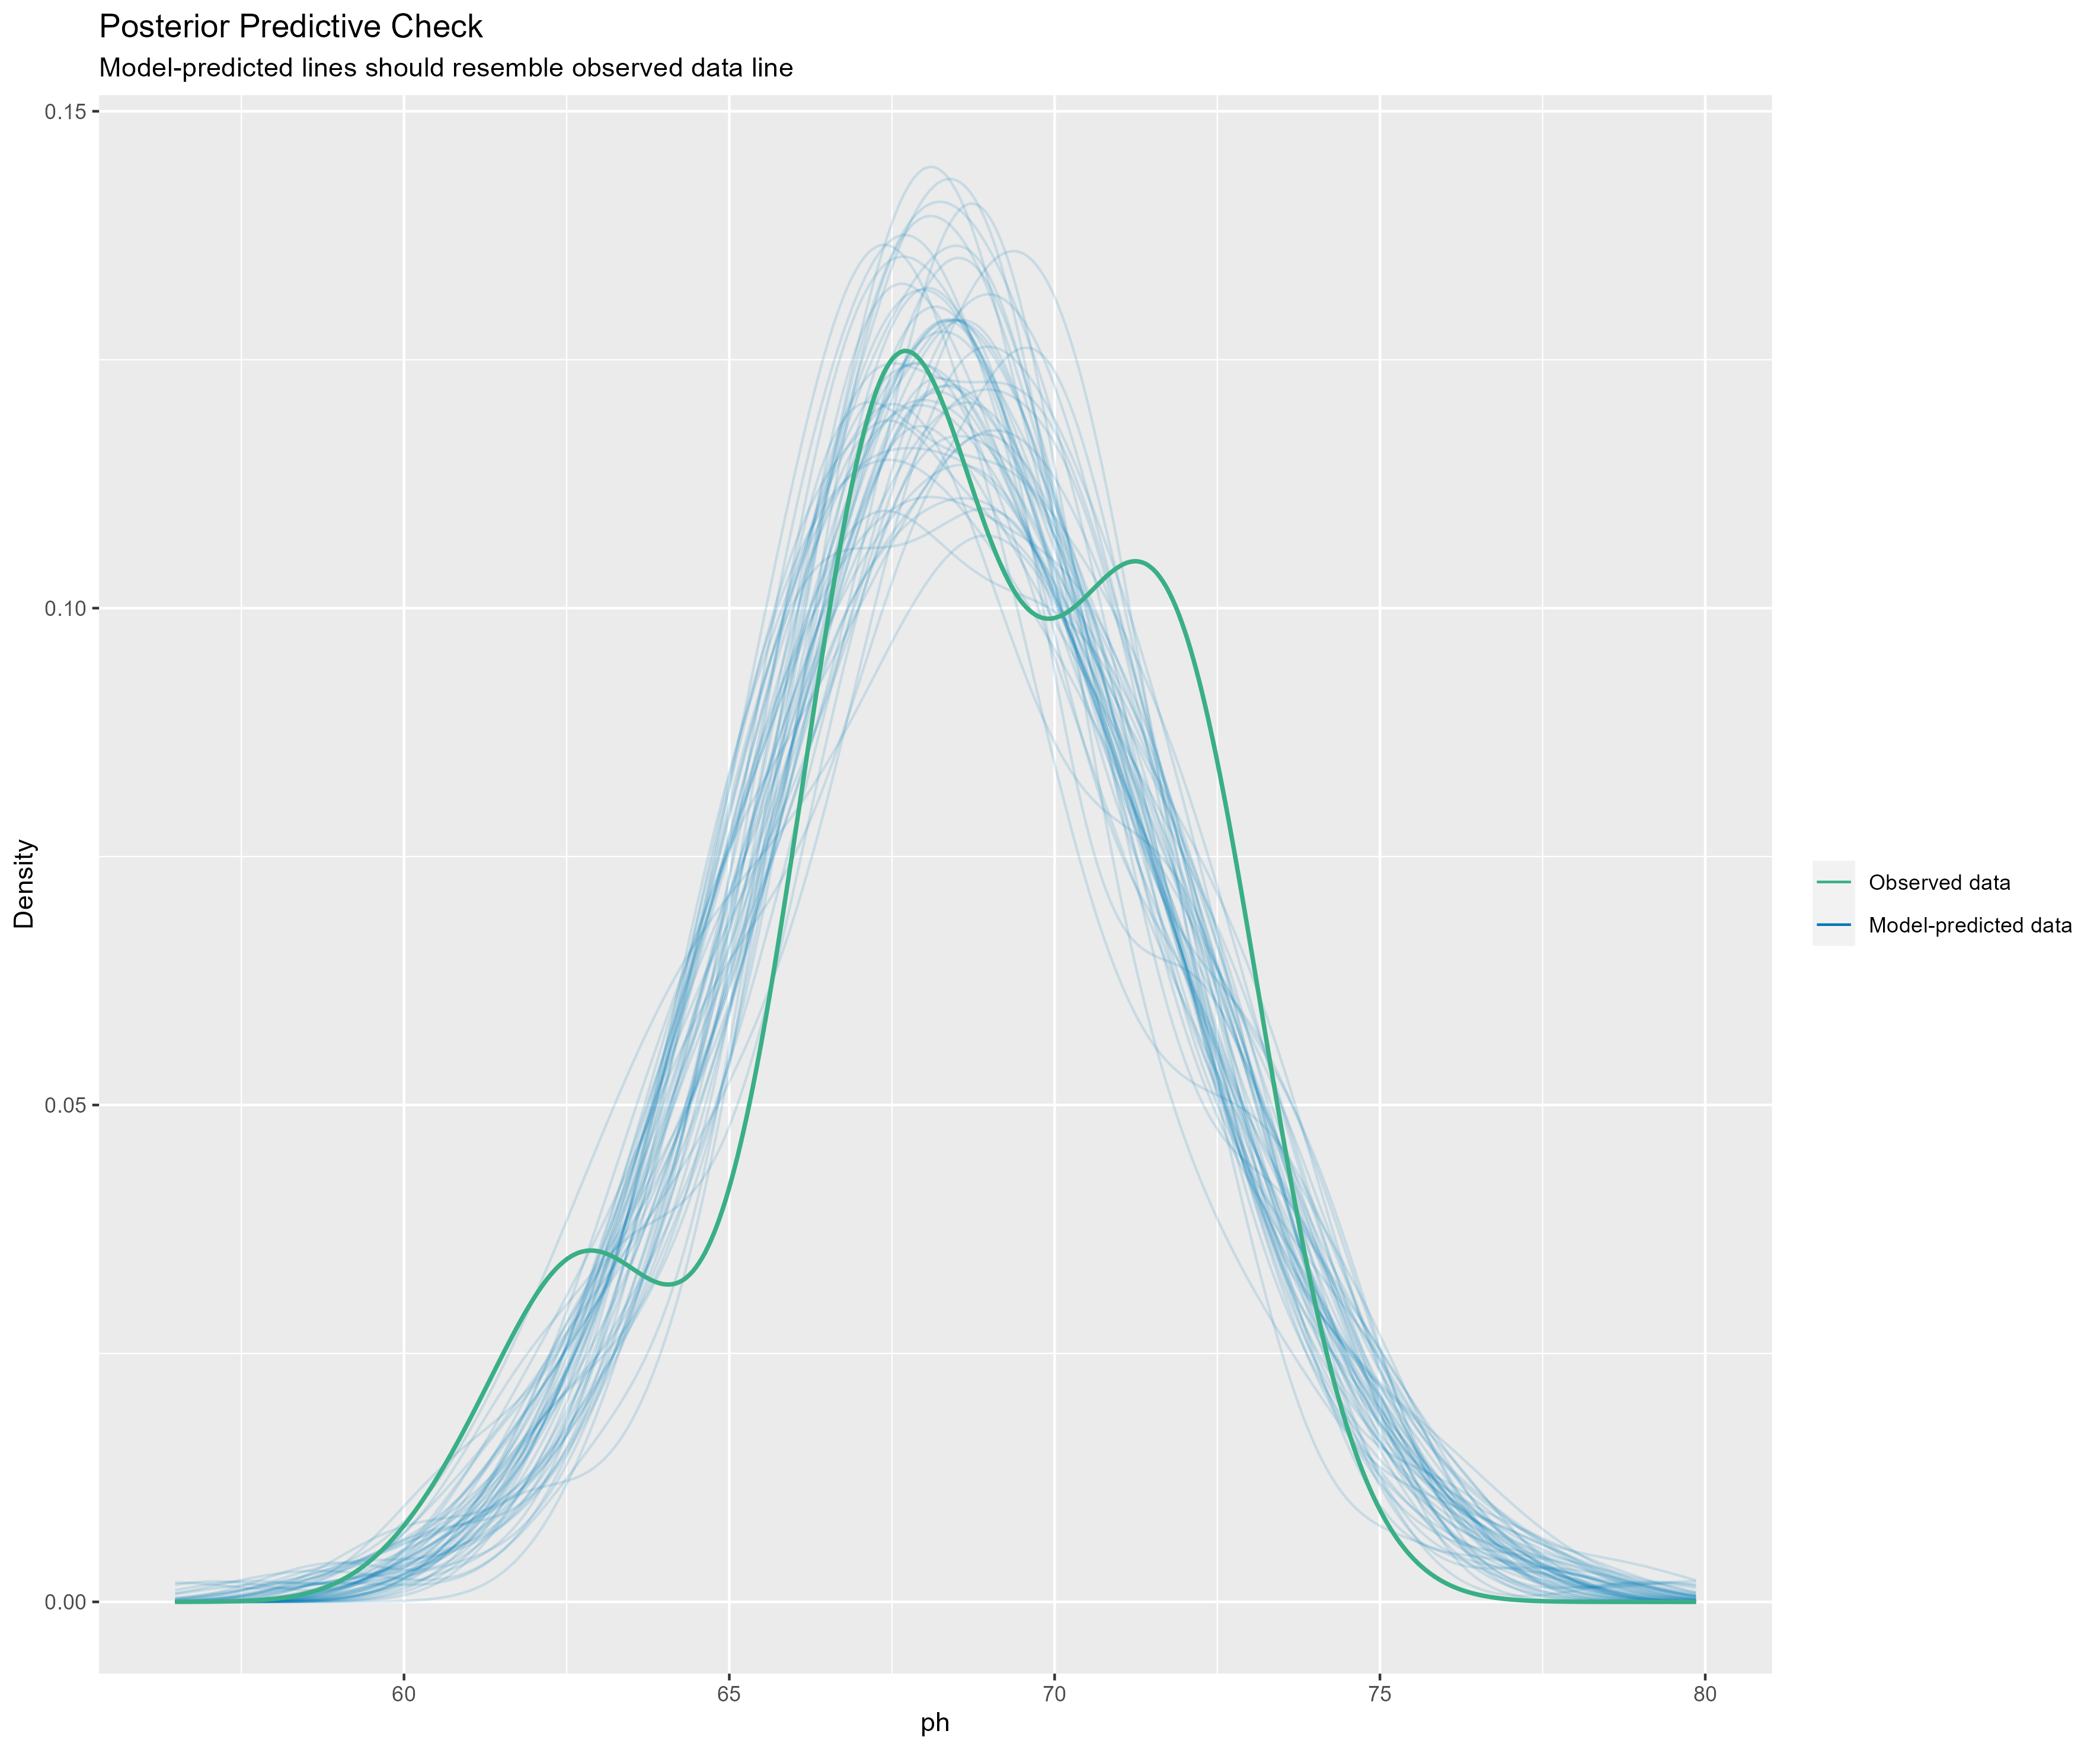 Posterior Predictive Check
Model-predicted lines should resemble observed data line
0.15
0.10
0.05
0.00
Density
60 65 70 75 80
ph
Observed data
Model-predicted data